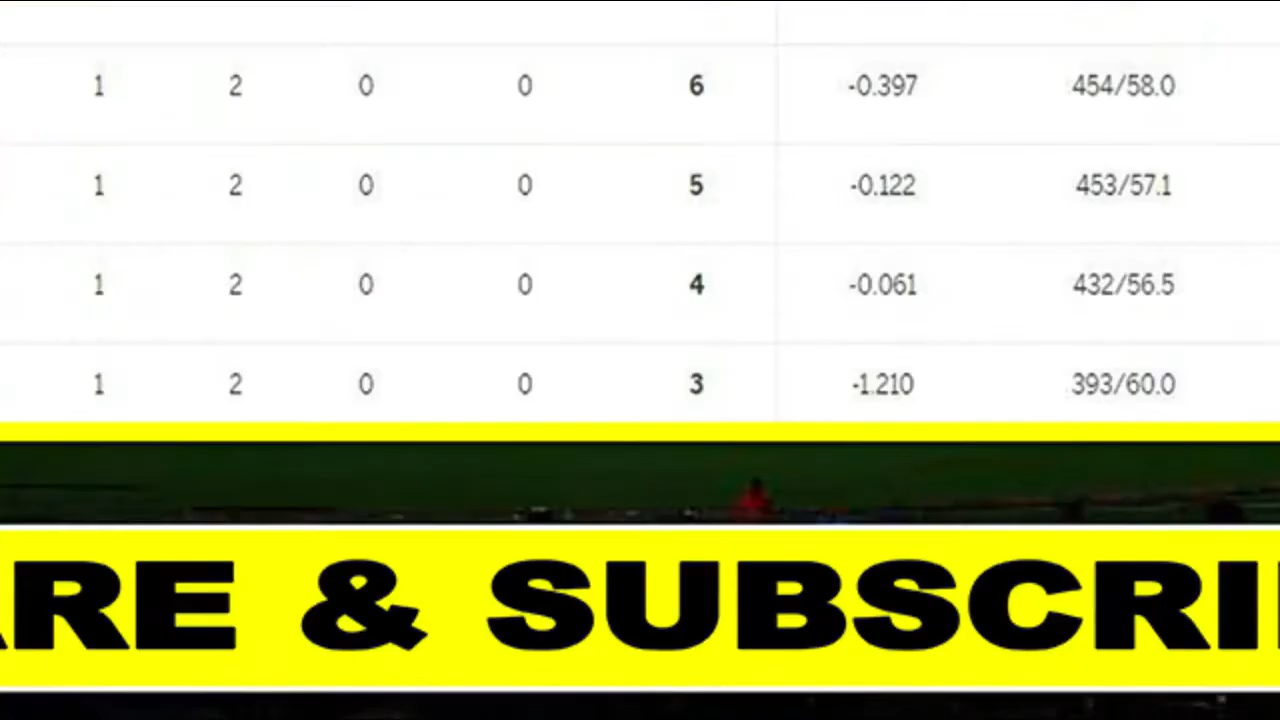 1 2 0 0 6 -0.397 454/58.0
1 2 0 0 5 -0.122 453/57.1
1 2 0 0 4 -0.061 432/56.5
1 2 0 0 3 -1.210 393/60.0
ARE & SUBSCRI